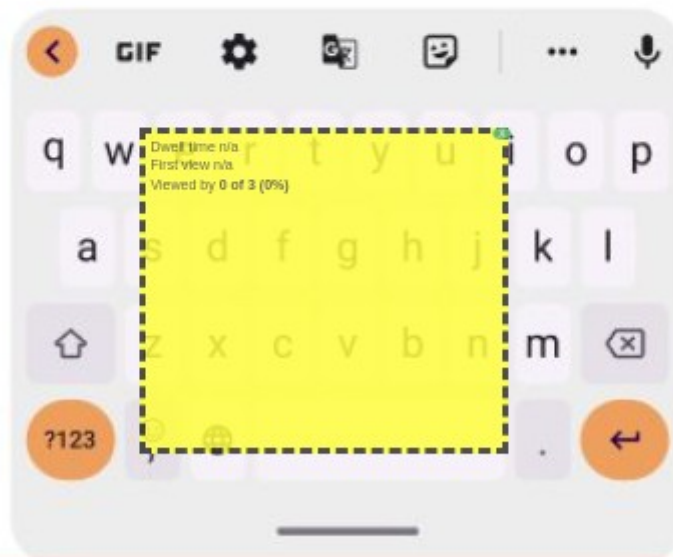 GIF
q w r t y u i o p
Dwell time n/a
First view n/a
Viewed by 0 of 3 (0%)
a s d f g h j k l
z x c v b n m
?123 , .